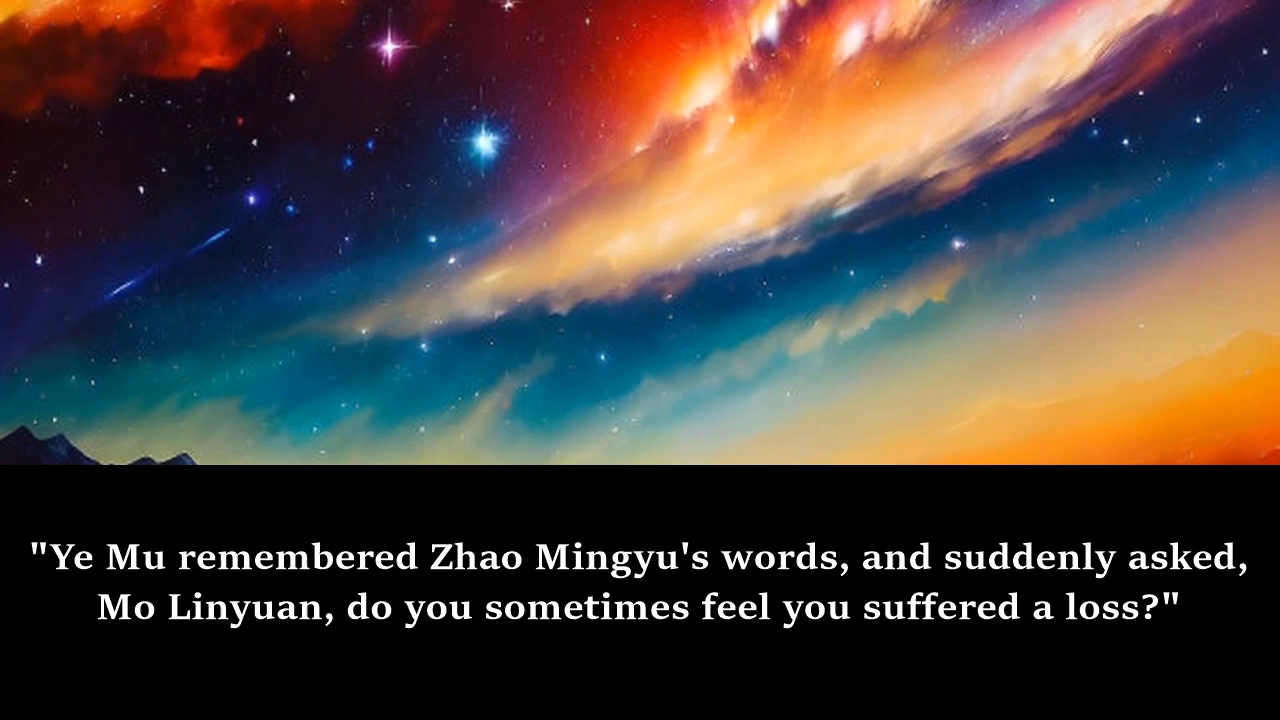 "Ye Mu remembered Zhao Mingyu's words, and suddenly asked,
Mo Linyuan, do you sometimes feel you suffered a loss?"